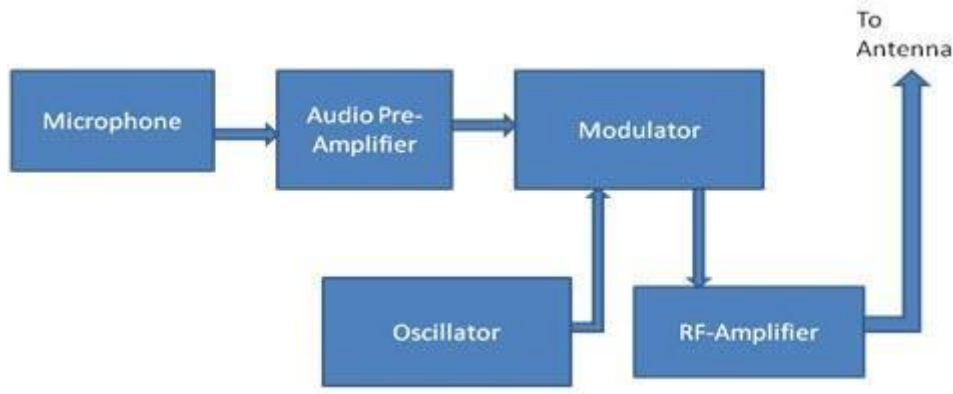 To
Antenna
Microphone
Audio Pre-
Amplifier
Modulator
Oscillator
RF-Amplifier